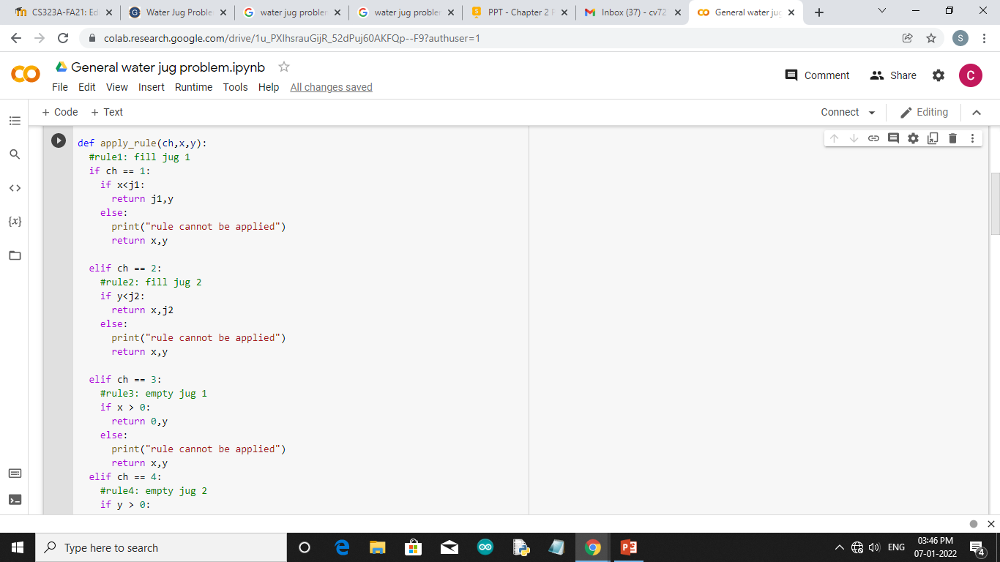 CS323A-FA21: Ed
Water Jug Proble
water jug problem
water jug proble
PPT - Chapter 2
Inbox (37) - cv72
General water jug
colab.research.google.com/drive/1u_PXlhsrauGijR_52dPuj60AKFQp--F9?authuser=1
S
General water jug problem.ipynb
File Edit View Insert Runtime Tools Help All changes saved
Comment
Share
C
+ Code + Text
Connect
Editing
def apply_rule(ch,x,y):
#rule1: fill jug 1
if ch == 1:
if x<j1:
return j1,y
else:
print("rule cannot be applied")
return x,y
elif ch == 2:
#rule2: fill jug 2
if y<j2:
return x,j2
else:
print("rule cannot be applied")
return x,y
elif ch == 3:
#rule3: empty jug 1
if x > 0:
return 0,y
else:
print("rule cannot be applied")
return x,y
elif ch == 4:
#rule4: empty jug 2
if y > 0:
Type here to search
ENG
03:46 PM
07-01-2022
4